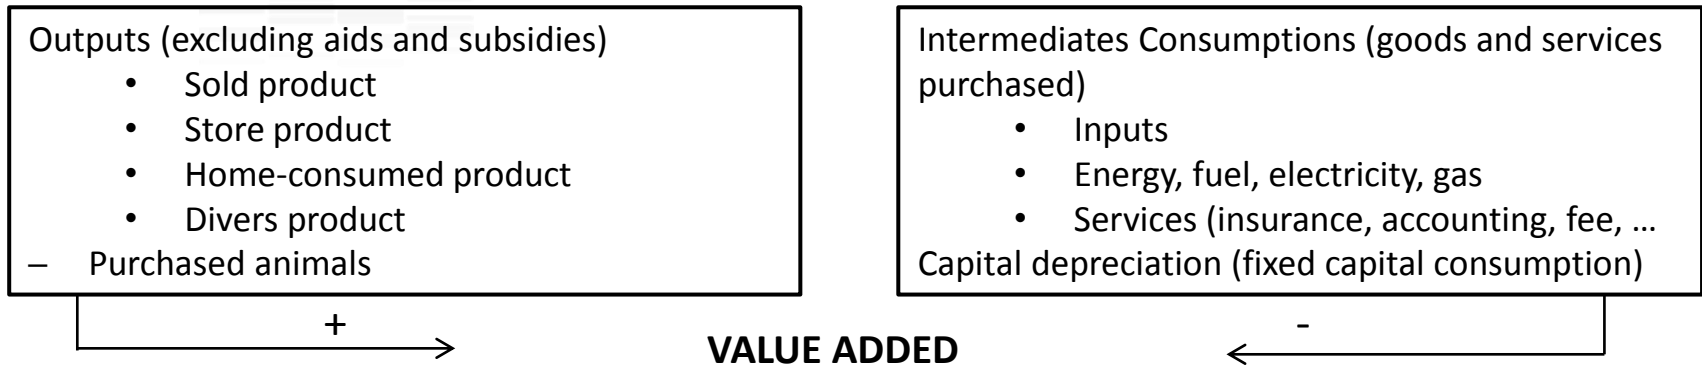 Outputs (excluding aids and subsidies)
• Sold product
• Store product
• Home-consumed product
• Divers product
– Purchased animals
Intermediates Consumptions (goods and services
purchased)
• Inputs
• Energy, fuel, electricity, gas
• Services (insurance, accounting, fee, …
Capital depreciation (fixed capital consumption)
+
-
VALUE ADDED